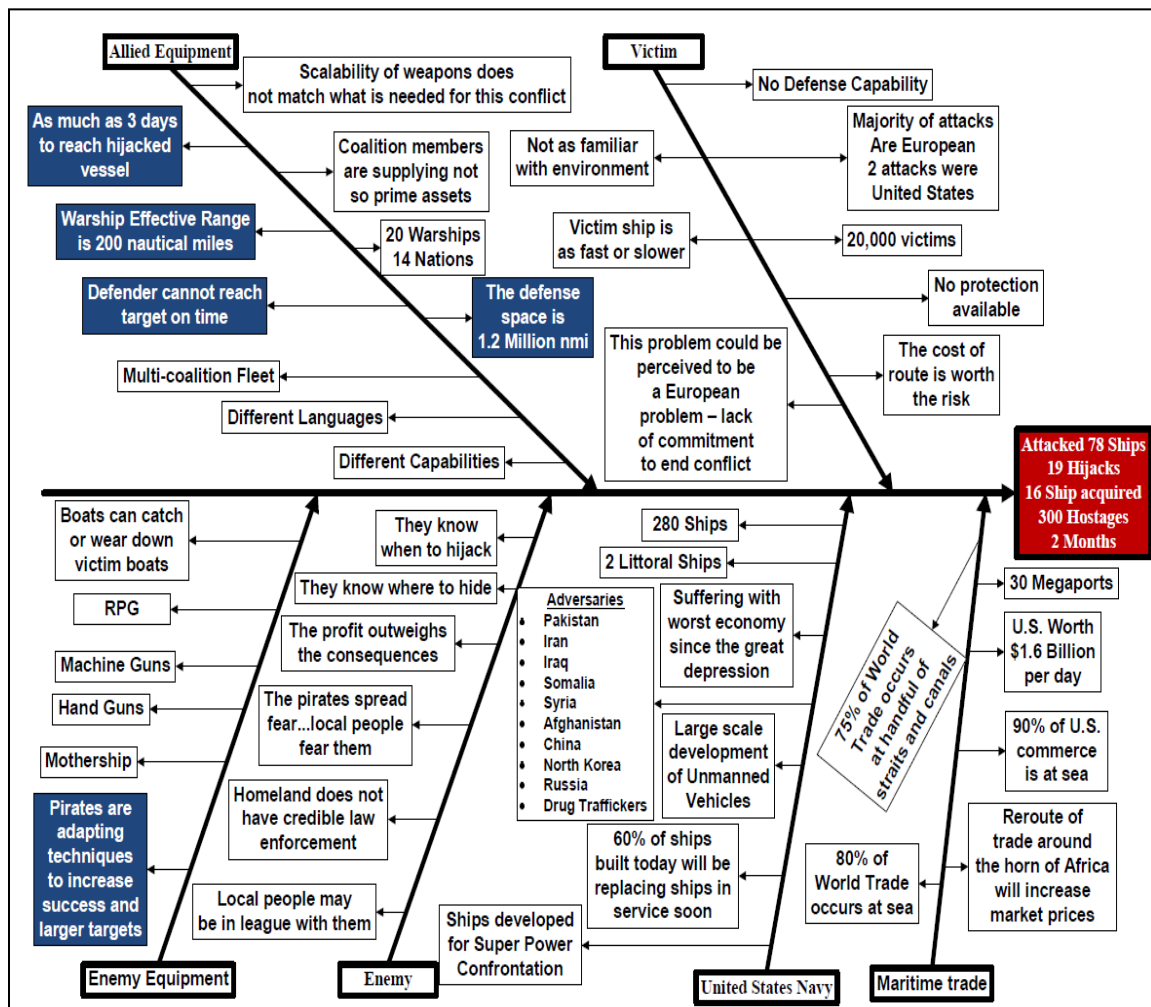 Allied Equipment
Scalability of weapons does
not match what is needed for this conflict
As much as 3 days
to reach hijacked
vessel
Coalition members
are supplying not
so prime assets
Warship Effective Range
is 200 nautical miles
20 Warships
14 Nations
Defender cannot reach
target on time
The defense
space is
1.2 Million nmi
Multi-coalition Fleet
Different Languages
Different Capabilities
Victim
No Defense Capability
Not as familiar
with environment
Majority of attacks
Are European
2 attacks were
United States
Victim ship is
as fast or slower
20,000 victims
No protection
available
This problem could be
perceived to be
a European
problem – lack
of commitment
to end conflict
The cost of
route is worth
the risk
Attacked 78 Ships
19 Hijacks
16 Ship acquired
300 Hostages
2 Months
Boats can catch
or wear down
victim boats
RPG
Machine Guns
Hand Guns
Mothership
Pirates are
adapting
techniques
to increase
success and
larger targets
Enemy Equipment
They know
when to hijack
They know where to hide
The profit outweighs
the consequences
The pirates spread
fear...local people
fear them
Homeland does not
have credible law
enforcement
Local people may
be in league with them
Enemy
280 Ships
2 Littoral Ships
Adversaries
• Pakistan
• Iran
• Iraq
• Somalia
• Syria
• Afghanistan
• China
• North Korea
• Russia
• Drug Traffickers
Suffering with
worst economy
since the great
depression
Large scale
development
of Unmanned
Vehicles
60% of ships
built today will be
replacing ships in
service soon
Ships developed
for Super Power
Confrontation
United States Navy
75% of World
Trade occurs
at handful of
straits and canals
30 Megaports
U.S. Worth
$1.6 Billion
per day
90% of U.S.
commerce
is at sea
80% of
World Trade
occurs at sea
Reroute of
trade around
the horn of Africa
will increase
market prices
Maritime trade